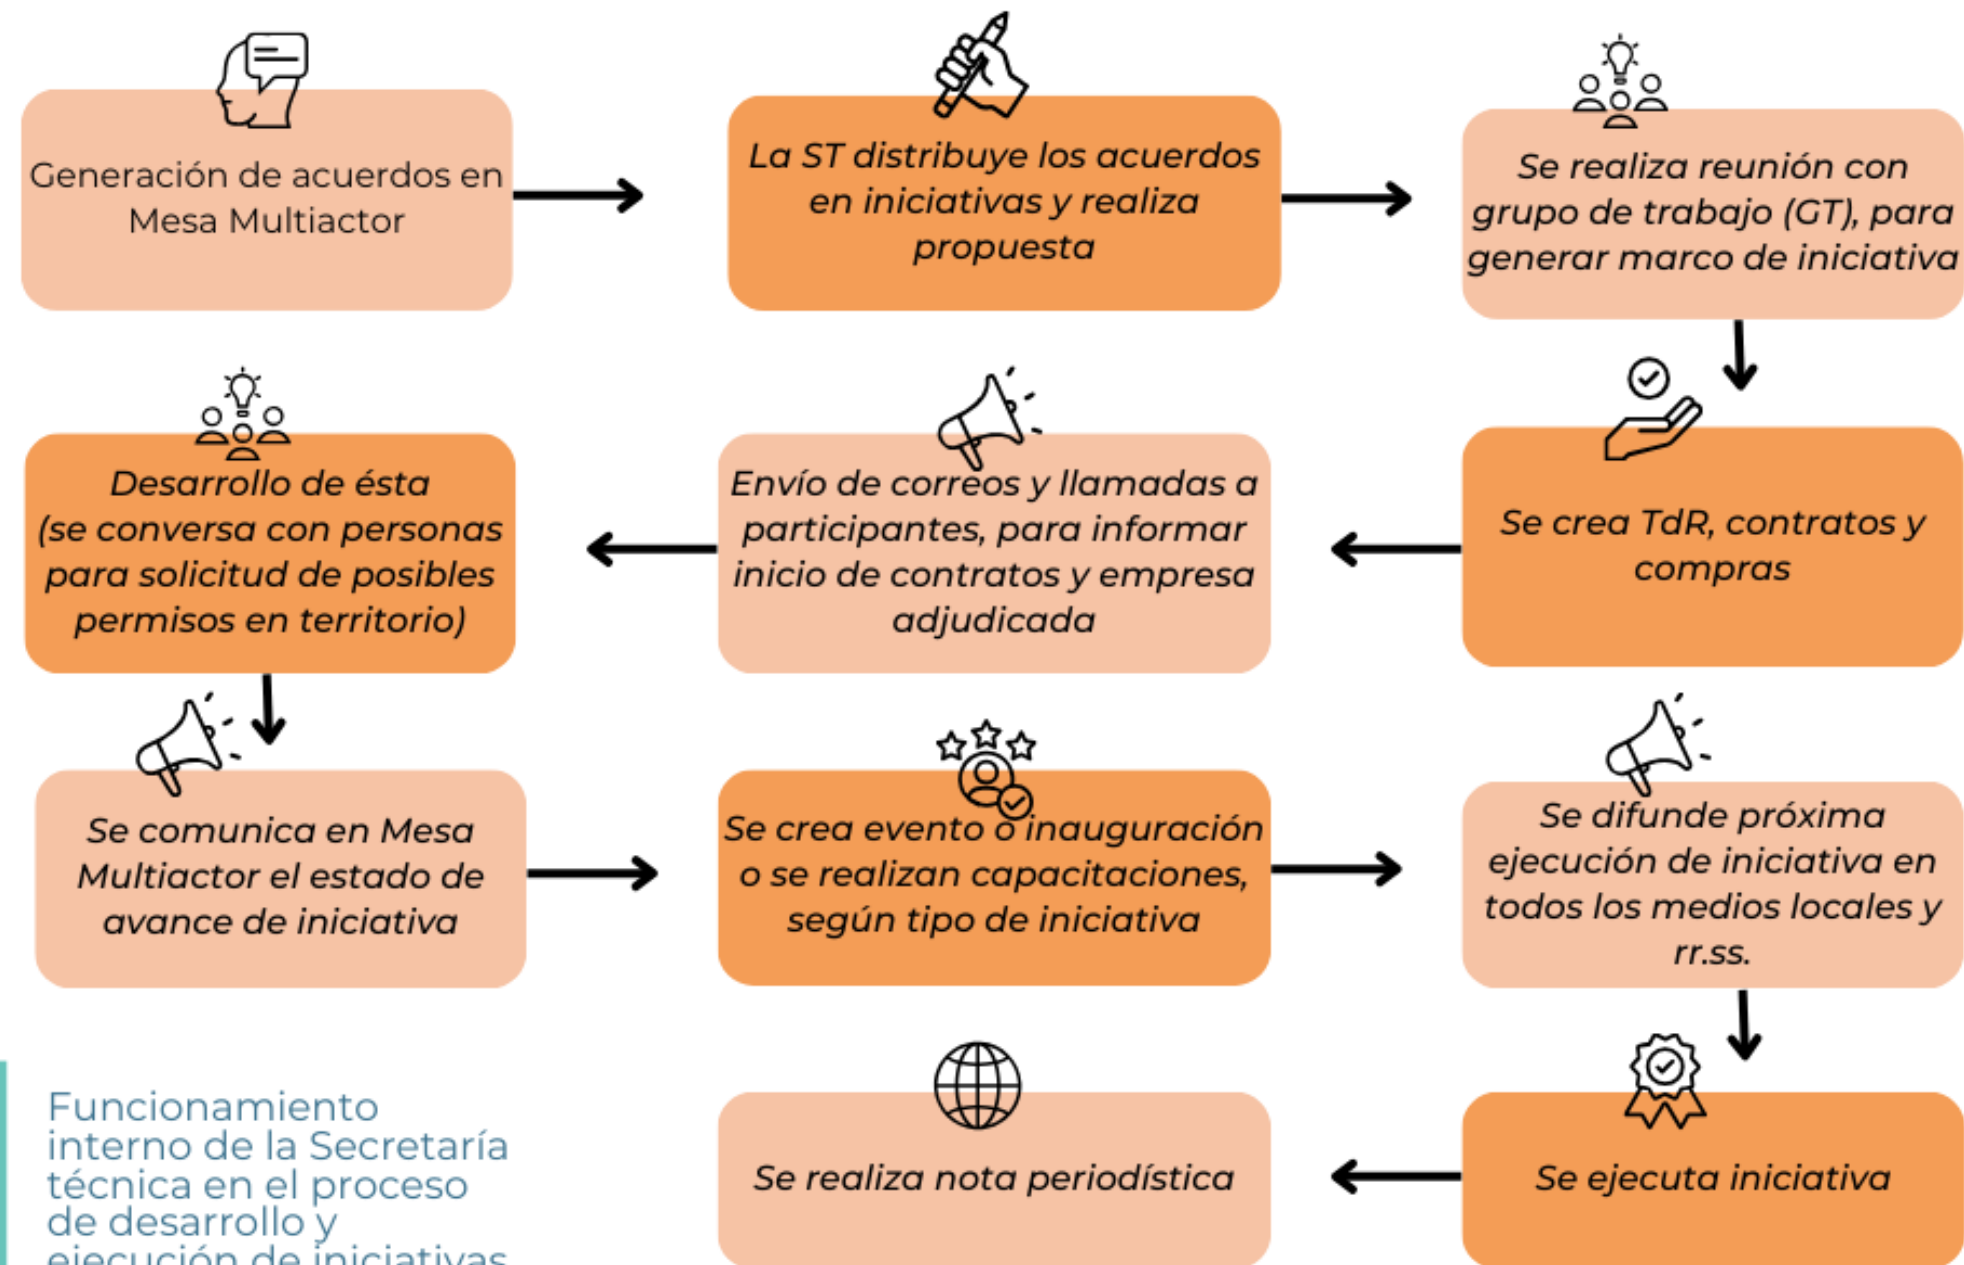 Generación de acuerdos en
Mesa Multiactor
La ST distribuye los acuerdos
en iniciativas y realiza
propuesta
Se realiza reunión con
grupo de trabajo (GT), para
generar marco de iniciativa
Se crea TdR, contratos y
compras
Envío de correos y llamadas a
participantes, para informar
inicio de contratos y empresa
adjudicada
Desarrollo de ésta
(se conversa con personas
para solicitud de posibles
permisos en territorio)
Se comunica en Mesa
Multiactor el estado de
avance de iniciativa
Se crea evento o inauguración
o se realizan capacitaciones,
según tipo de iniciativa
Se difunde próxima
ejecución de iniciativa en
todos los medios locales y
rr.ss.
Se ejecuta iniciativa
Se realiza nota periodística
Funcionamiento
interno de la Secretaría
técnica en el proceso
de desarrollo y
ejecución de iniciativas